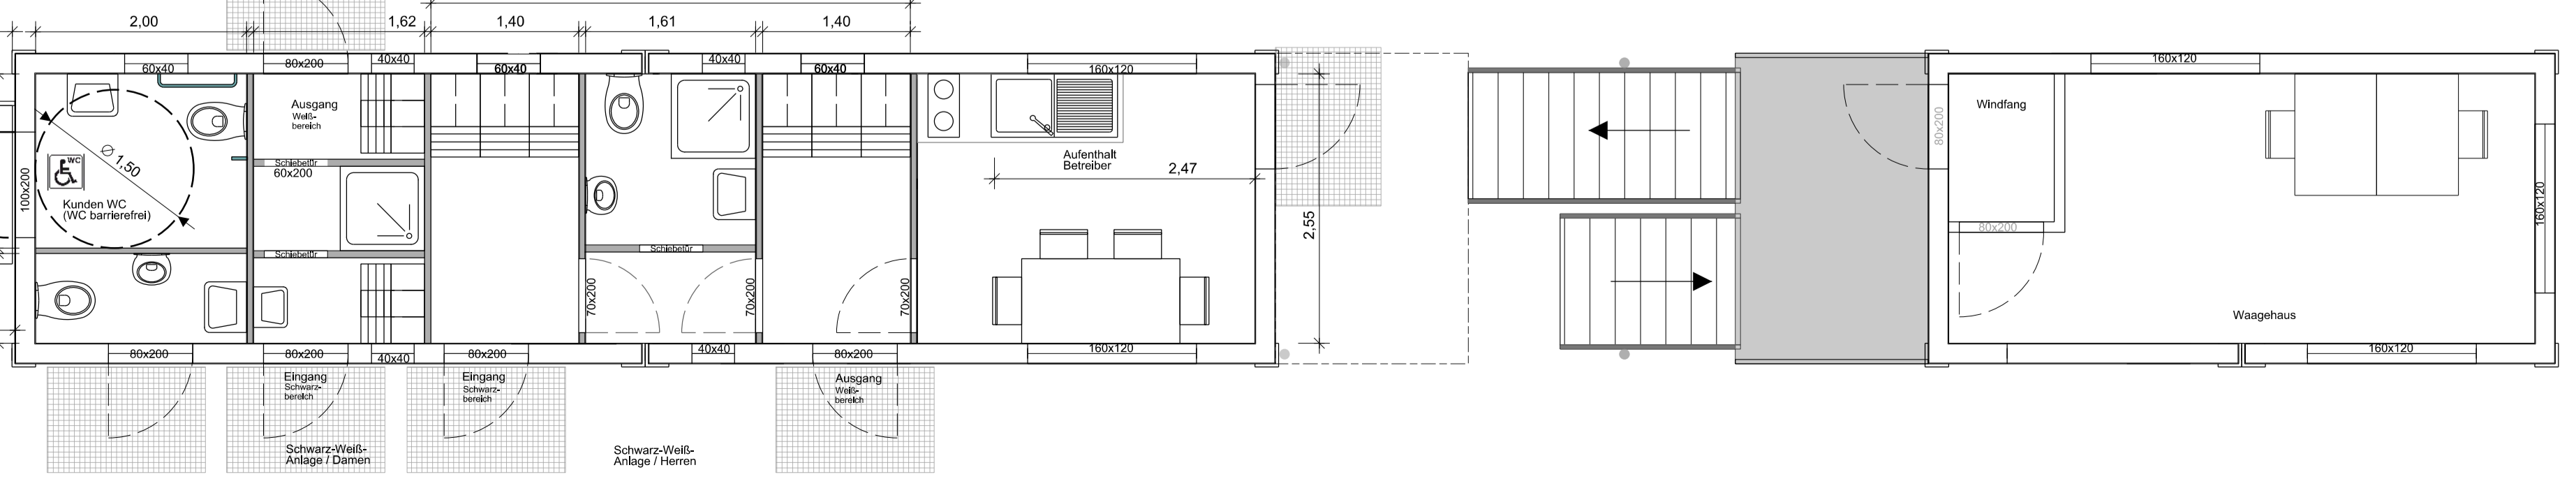 2,00
1,62
1,40
1,61
1,40
60x40
80x200
40x40
60x40
40x40
60x40
160x120
160x120
Ausgang
Weiß-
bereich
WC
⌀ 1,50
100x200
Kunden WC
(WC barrierefrei)
Schiebetür
60x200
Schiebetür
Schiebetür
70x200
70x200
70x200
Aufenthalt
Betreiber
2,47
2,55
80x200
Windfang
80x200
160x120
Waagehaus
80x200
80x200
40x40
80x200
40x40
80x200
160x120
160x120
Eingang
Schwarz-
bereich
Eingang
Schwarz-
bereich
Ausgang
Weiß-
bereich
Schwarz-Weiß-
Anlage / Damen
Schwarz-Weiß-
Anlage / Herren